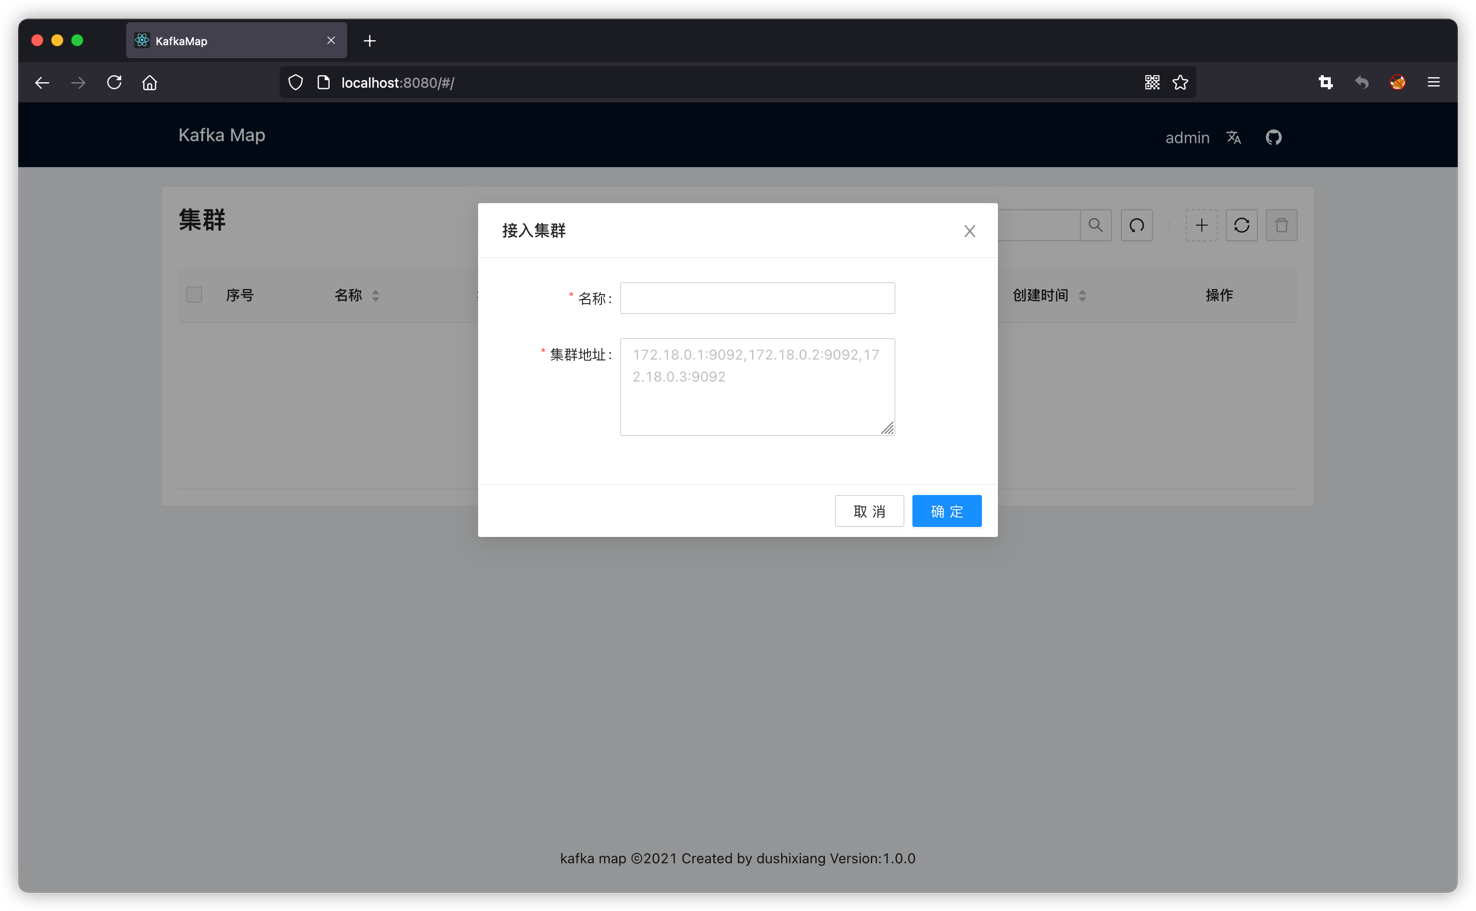 KafkaMap
localhost:8080/#/
Kafka Map
admin
集群
序号
名称
创建时间
操作
接入集群
* 名称:
* 集群地址:
172.18.0.1:9092,172.18.0.2:9092,17
2.18.0.3:9092
取 消
确 定
kafka map ©2021 Created by dushixiang Version:1.0.0